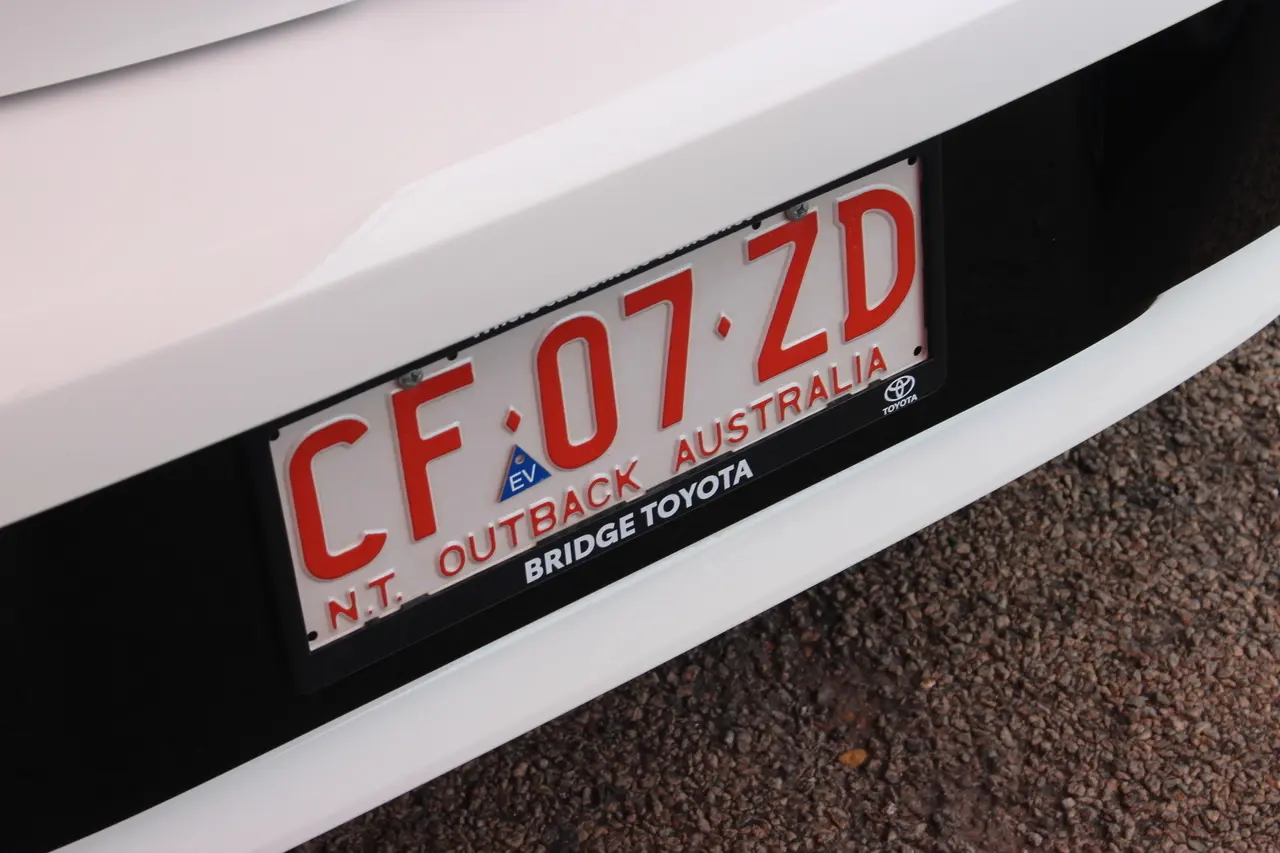 CF·07·ZD
EV
N.T. OUTBACK AUSTRALIA
BRIDGE TOYOTA
TOYOTA